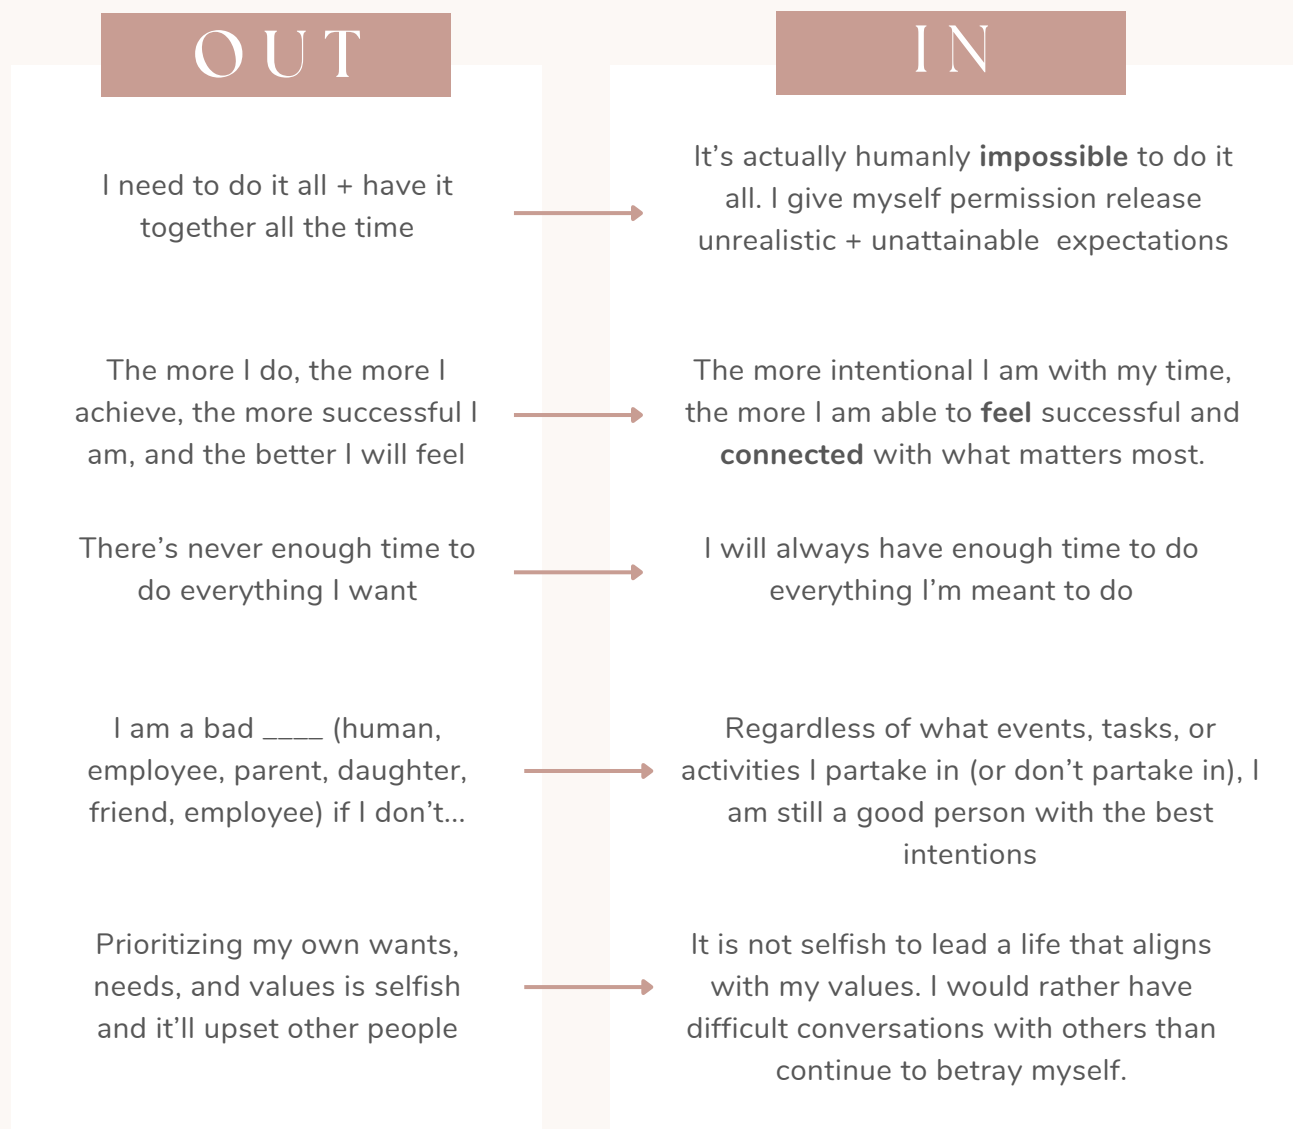 OUT
IN
I need to do it all + have it
together all the time
It’s actually humanly impossible to do it
all. I give myself permission release
unrealistic + unattainable  expectations
The more I do, the more I
achieve, the more successful I
am, and the better I will feel
The more intentional I am with my time,
the more I am able to feel successful and
connected with what matters most.
There’s never enough time to
do everything I want
I will always have enough time to do
everything I’m meant to do
I am a bad ____ (human,
employee, parent, daughter,
friend, employee) if I don’t...
Regardless of what events, tasks, or
activities I partake in (or don’t partake in), I
am still a good person with the best
intentions
Prioritizing my own wants,
needs, and values is selfish
and it’ll upset other people
It is not selfish to lead a life that aligns
with my values. I would rather have
difficult conversations with others than
continue to betray myself.